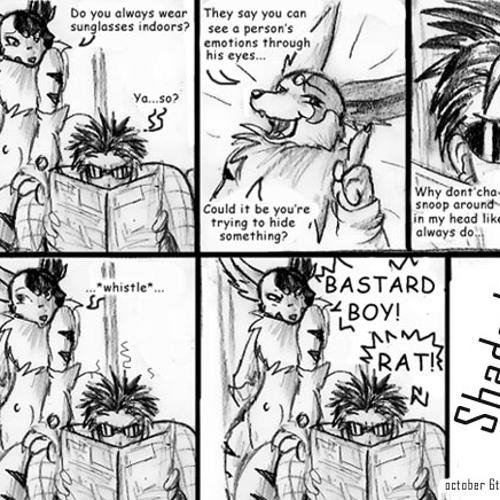 Do you always wear
sunglasses indoors?
Ya...so?
They say you can
see a person's
emotions through
his eyes...
Could it be you're
trying to hide
something?
Why dont'cha
snoop around
in my head like
always do...
...*whistle*...
BASTARD
BOY!
RAT!
october 6t